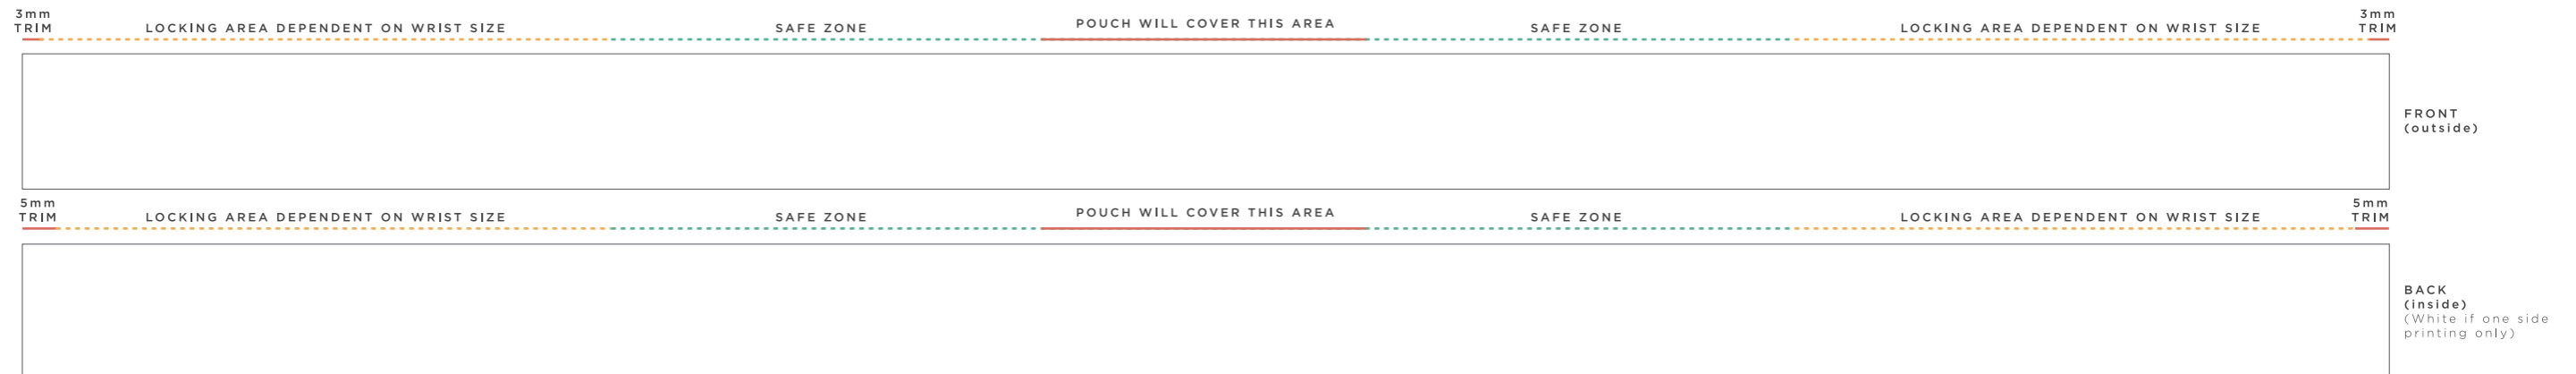 3mm
TRIM
LOCKING AREA DEPENDENT ON WRIST SIZE
SAFE ZONE
POUCH WILL COVER THIS AREA
SAFE ZONE
LOCKING AREA DEPENDENT ON WRIST SIZE
3mm
TRIM
FRONT
(outside)
5mm
TRIM
LOCKING AREA DEPENDENT ON WRIST SIZE
SAFE ZONE
POUCH WILL COVER THIS AREA
SAFE ZONE
LOCKING AREA DEPENDENT ON WRIST SIZE
5mm
TRIM
BACK
(inside)
(White if one side
printing only)